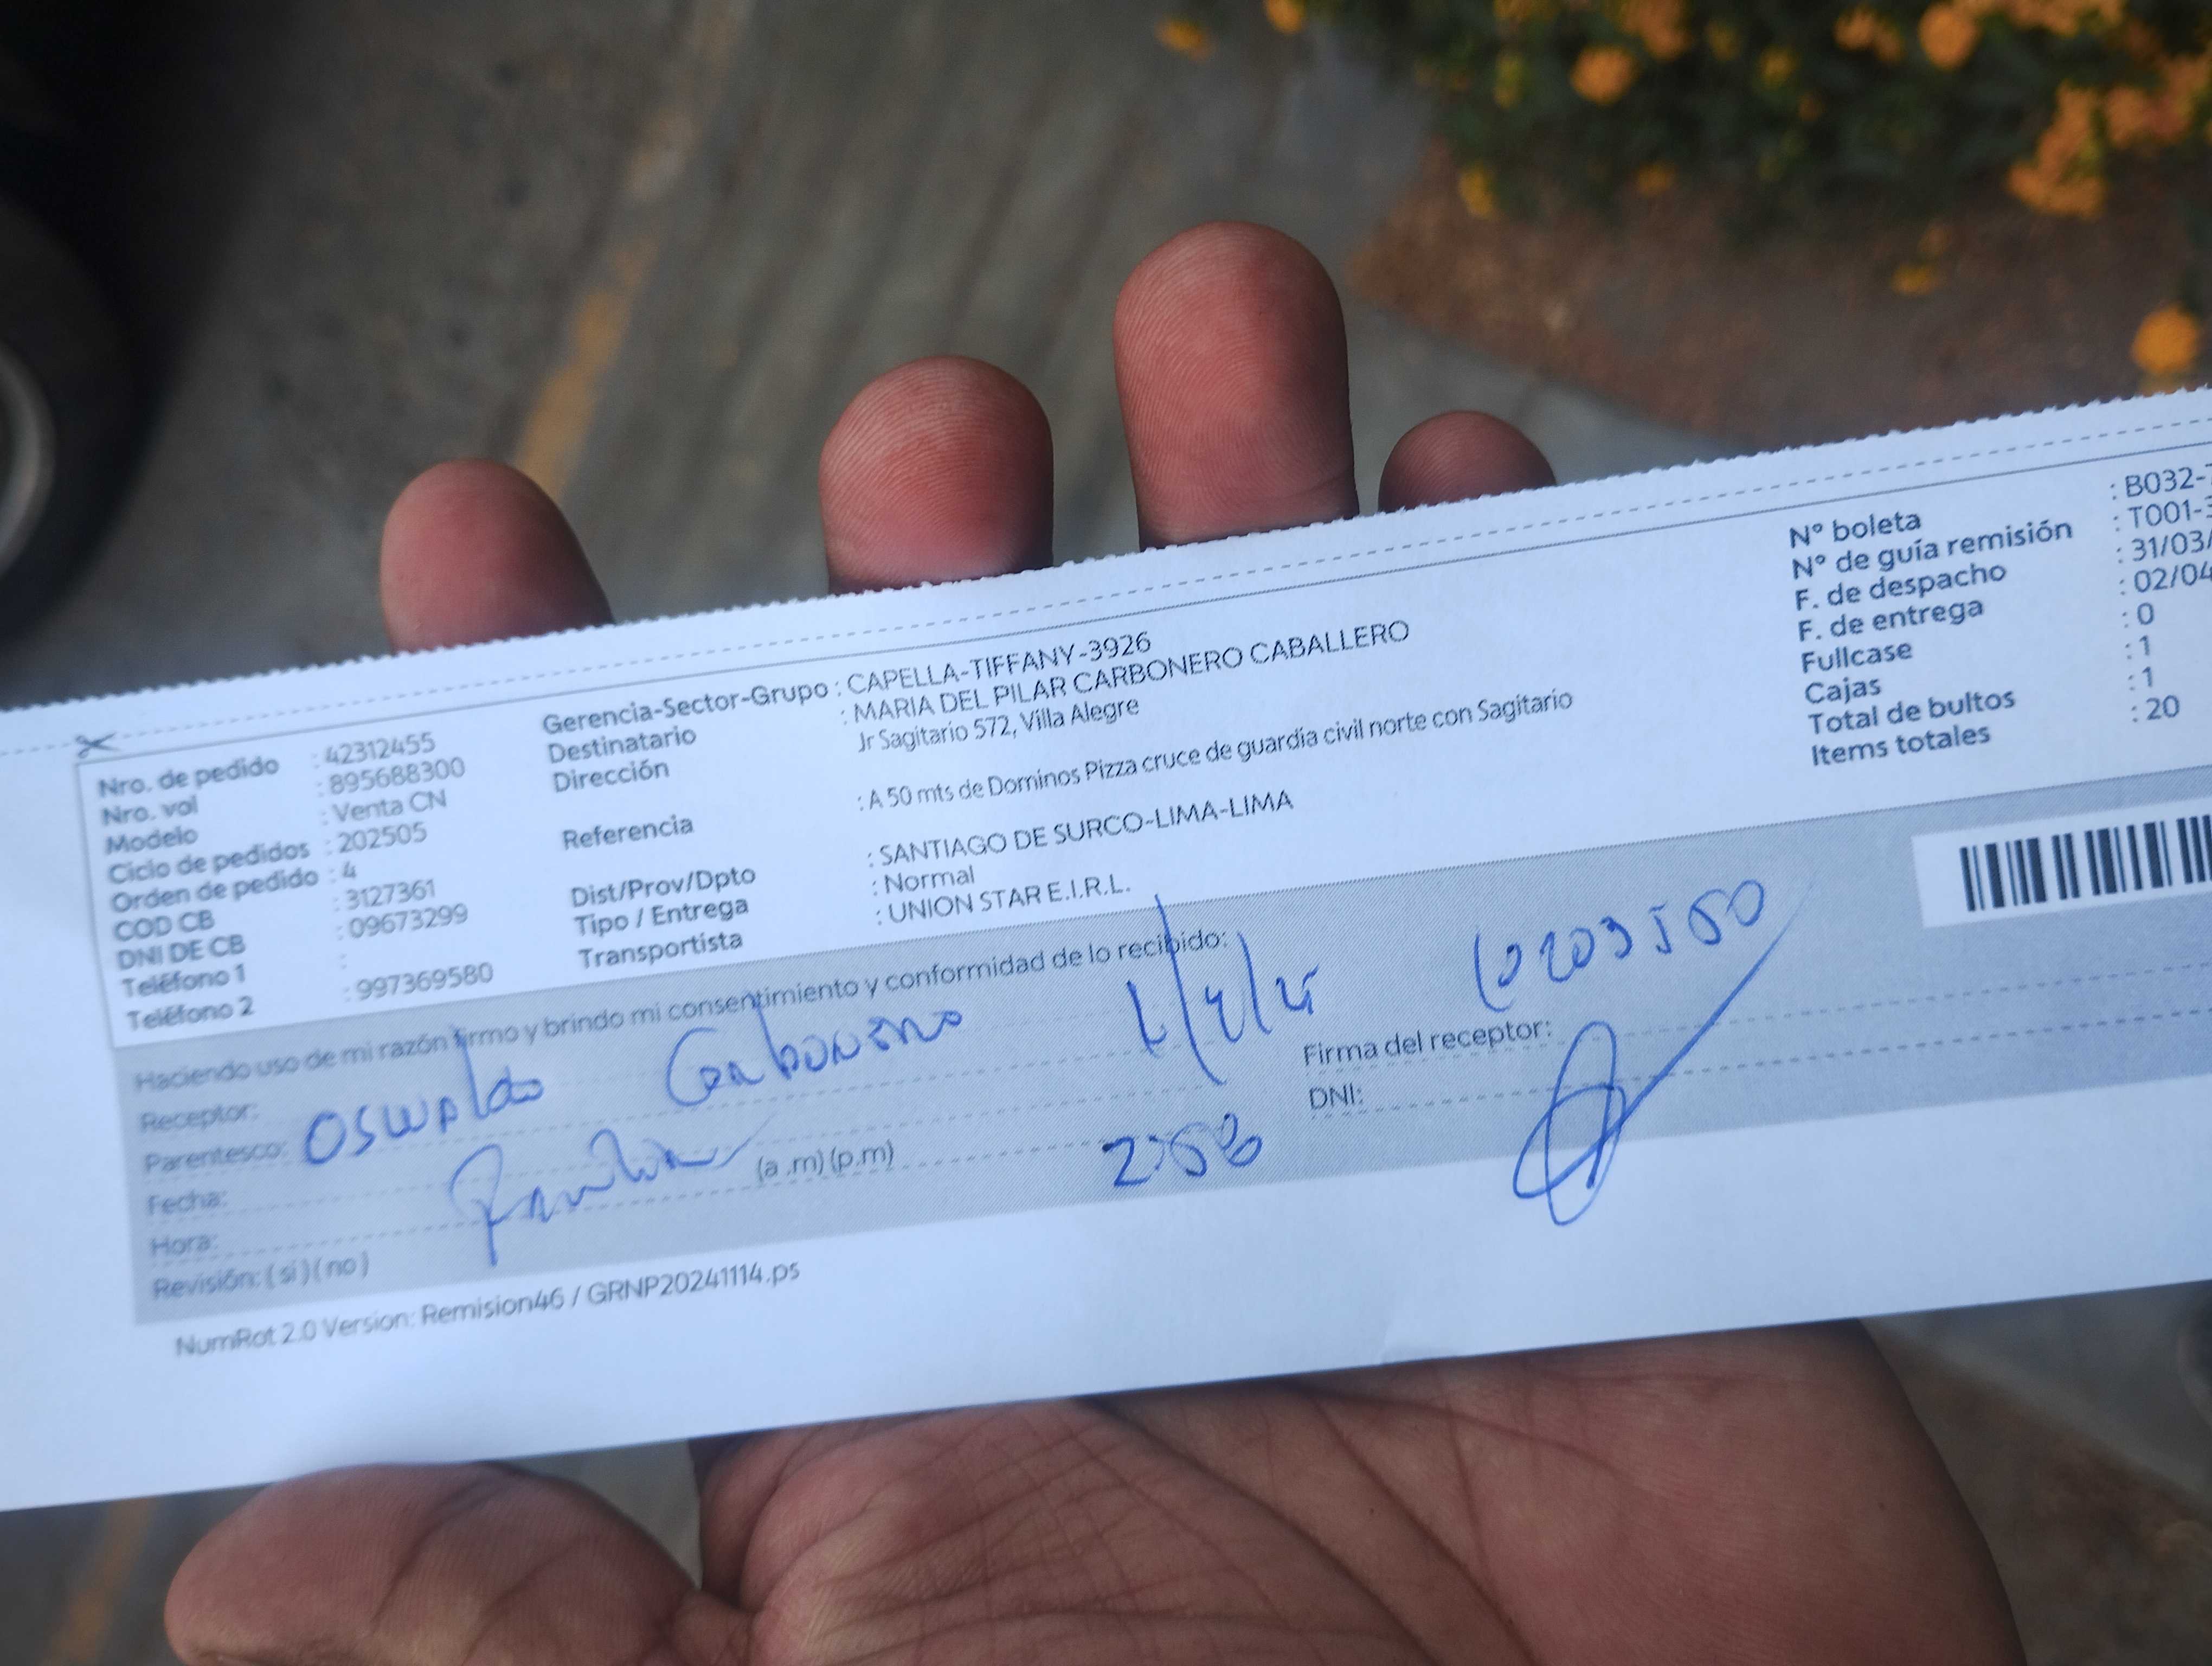 Nro. de pedido : 42312455
Nro. vol : 895688300
Modelo : Venta CN
Ciclo de pedidos : 202505
Orden de pedido : 4
COD CB : 3127361
DNI DE CB : 09673299
Teléfono 1 :
Teléfono 2 : 997369580
Gerencia-Sector-Grupo : CAPELLA-TIFFANY-3926
Destinatario : MARIA DEL PILAR CARBONERO CABALLERO
Dirección Jr Sagitario 572, Villa Alegre
Referencia : A 50 mts de Dominos Pizza cruce de guardia civil norte con Sagitario
Dist/Prov/Dpto : SANTIAGO DE SURCO-LIMA-LIMA
Tipo / Entrega : Normal
Transportista : UNION STAR E.I.R.L.
N° boleta : B032-
N° de guía remisión : T001-
F. de despacho : 31/03/
F. de entrega : 02/04
Fullcase : 0
Cajas : 1
Total de bultos : 1
Items totales : 20
Haciendo uso de mi razón firmo y brindo mi consentimiento y conformidad de lo recibido:
Receptor:
Parentesco: Oswaldo Carbonero
Fecha:
Hora: (a .m) (p.m)
Revisión: ( si ) ( no )
Firma del receptor:
DNI:
NumRot 2.0 Version: Remision46 / GRNP20241114.ps